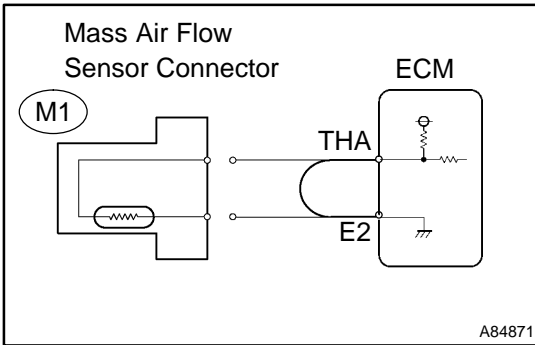 Mass Air Flow
Sensor Connector
ECM
M1
THA
E2
A84871